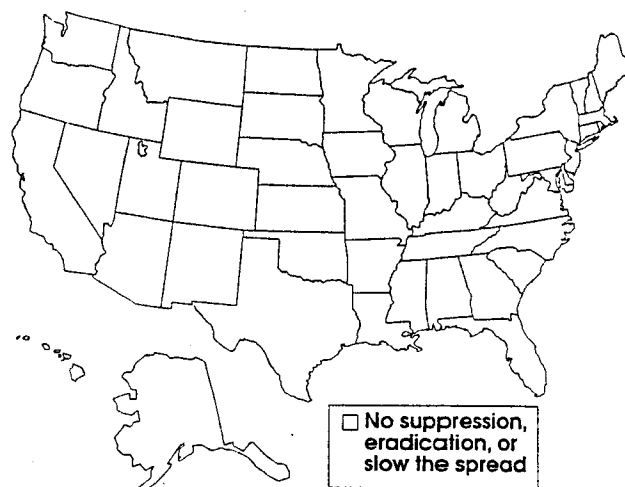 No suppression,
eradication, or
slow the spread